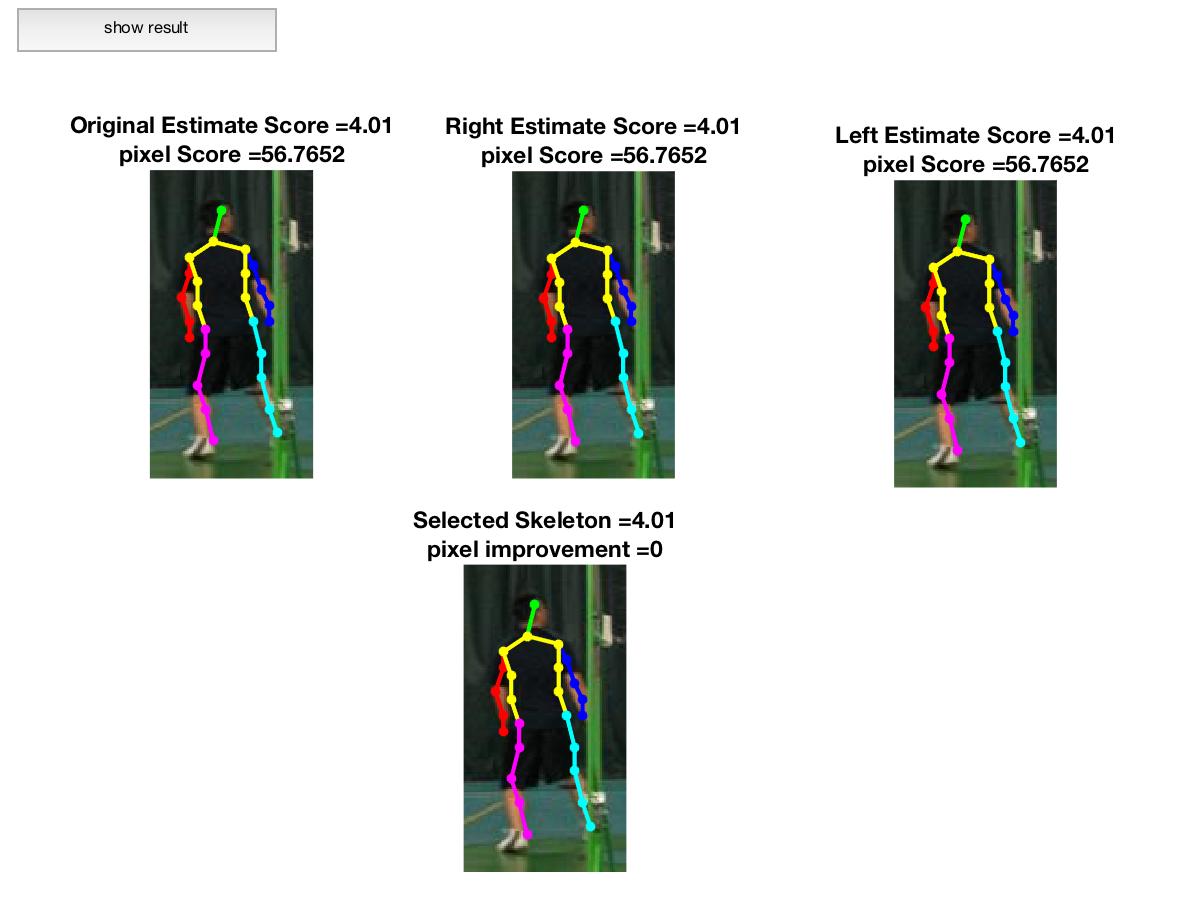 show result
Original Estimate Score =4.01
pixel Score =56.7652
Right Estimate Score =4.01
pixel Score =56.7652
Left Estimate Score =4.01
pixel Score =56.7652
Selected Skeleton =4.01
pixel improvement =0